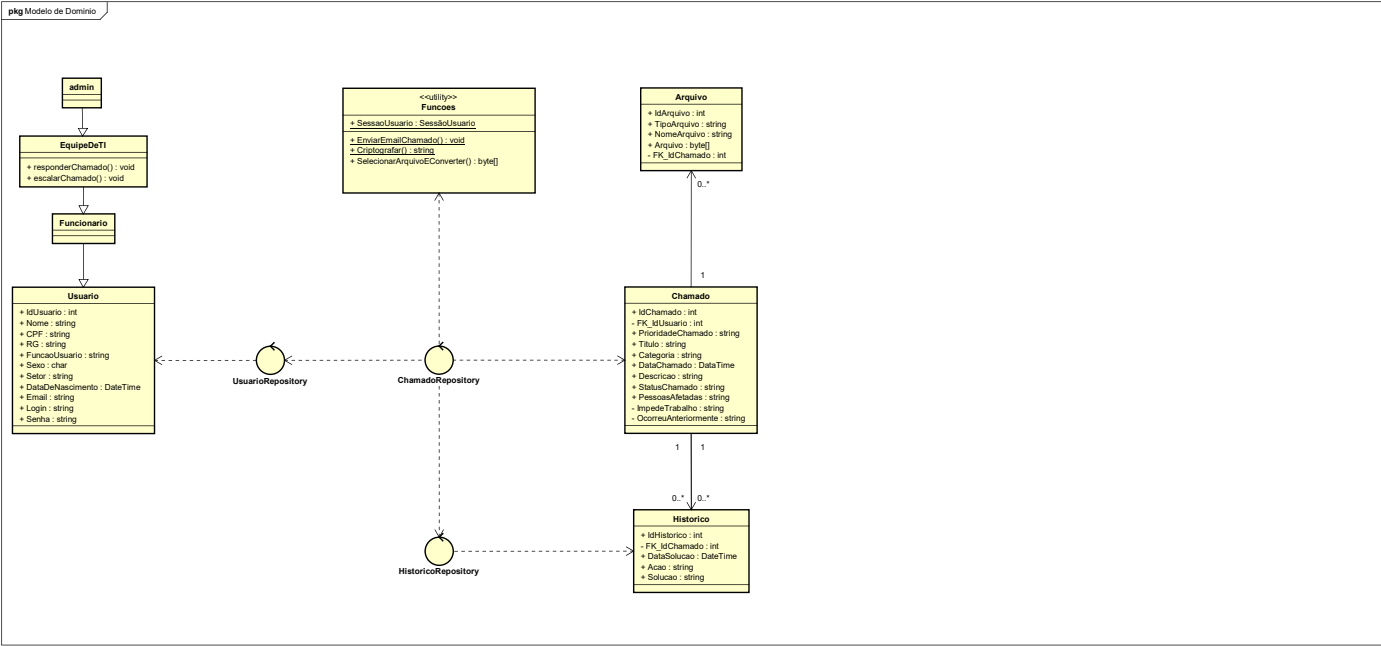 pkg Modelo de Dominio
admin
EquipeDeTI
+ responderChamado() : void
+ escalarChamado() : void
Funcionario
Usuario
+ IdUsuario : int
+ Nome : string
+ CPF : string
+ RG : string
+ FuncaoUsuario : string
+ Sexo : char
+ Setor : string
+ DataDeNascimento : DateTime
+ Email : string
+ Login : string
+ Senha : string
<<utility>>
Funcoes
+ SessaoUsuario : SessãoUsuario
+ EnviarEmailChamado() : void
+ Criptografar() : string
+ SelecionarArquivoEConverter() : byte[]
UsuarioRepository
ChamadoRepository
HistoricoRepository
Arquivo
+ IdArquivo : int
+ TipoArquivo : string
+ NomeArquivo : string
+ Arquivo : byte[]
- FK_IdChamado : int
0..*
1
Chamado
+ IdChamado : int
- FK_IdUsuario : int
+ PrioridadeChamado : string
+ Titulo : string
+ Categoria : string
+ DataChamado : DateTime
+ Descricao : string
+ StatusChamado : string
+ PessoasAfetadas : string
- ImpedeTrabalho : string
- OcorreuAnteriormente : string
1 1
0..* 0..*
Historico
+ IdHistorico : int
- FK_IdChamado : int
+ DataSolucao : DateTime
+ Acao : string
+ Solucao : string